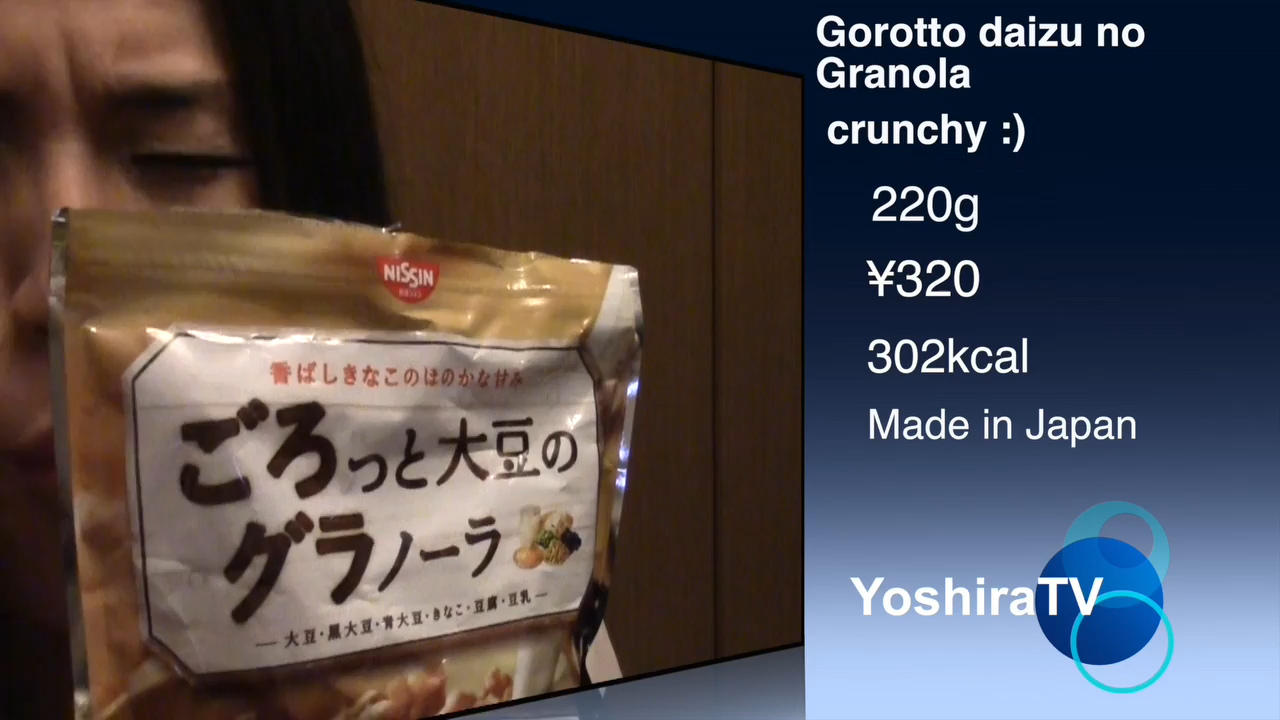 NISSIN
香ばしきなこのほのかな甘み
ごろっと大豆の
グラノーラ
大豆・黒大豆・青大豆・きなこ・豆腐・豆乳
Gorotto daizu no
Granola
crunchy :)
220g
¥320
302kcal
Made in Japan
YoshiraTV